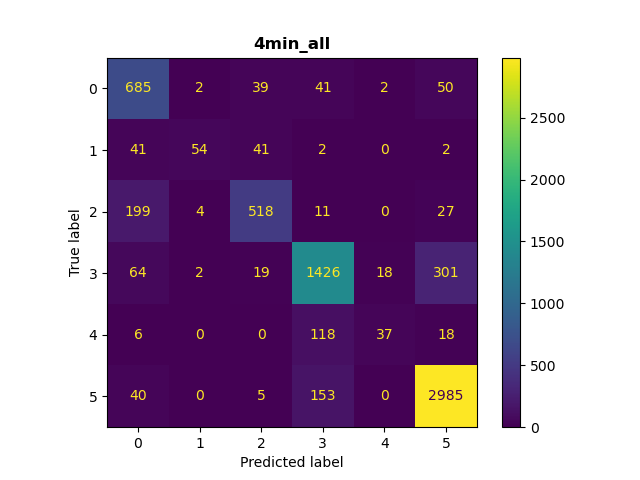 4min_all
0 685 2 39 41 2 50
1 41 54 41 2 0 2
2 199 4 518 11 0 27
3 64 2 19 1426 18 301
4 6 0 0 118 37 18
5 40 0 5 153 0 2985
0 1 2 3 4 5
Predicted label
True label
2500
2000
1500
1000
500
0